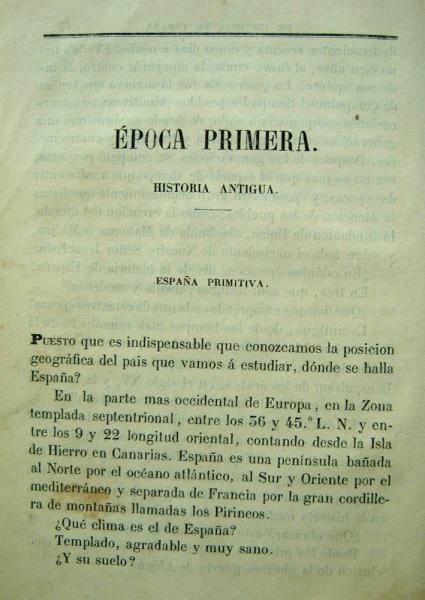 ÉPOCA PRIMERA.
HISTORIA ANTIGUA.
ESPAÑA PRIMITIVA.
PUESTO que es indispensable que conozcamos la posicion
geográfica del pais que vamos á estudiar, dónde se halla
España?
En la parte mas occidental de Europa, en la Zona
templada septentrional, entre los 36 y 45.° L. N. y en-
tre los 9 y 22 longitud oriental, contando desde la Isla
de Hierro en Canarias. España es una península bañada
al Norte por el océano atlántico, al Sur y Oriente por el
mediterráneo y separada de Francia por la gran cordille-
ra de montañas llamadas los Pirineos.
¿Qué clima es el de España?
Templado, agradable y muy sano.
¿Y su suelo?